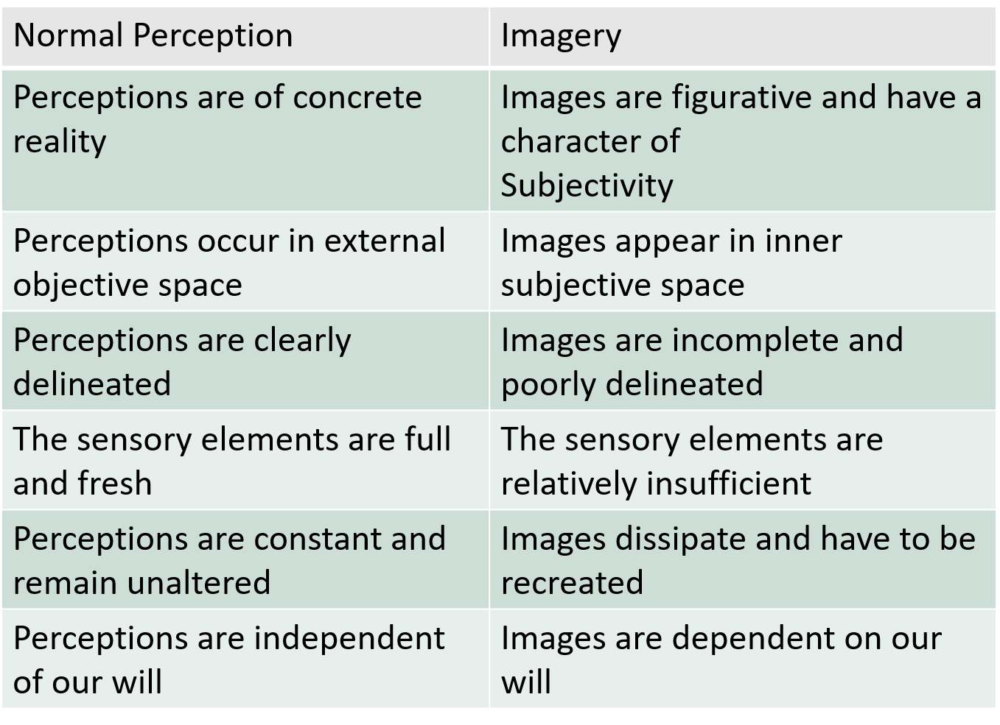 Normal Perception
Imagery
Perceptions are of concrete
reality
Images are figurative and have a
character of
Subjectivity
Perceptions occur in external
objective space
Images appear in inner
subjective space
Perceptions are clearly
delineated
Images are incomplete and
poorly delineated
The sensory elements are full
and fresh
The sensory elements are
relatively insufficient
Perceptions are constant and
remain unaltered
Images dissipate and have to be
recreated
Perceptions are independent
of our will
Images are dependent on our
will